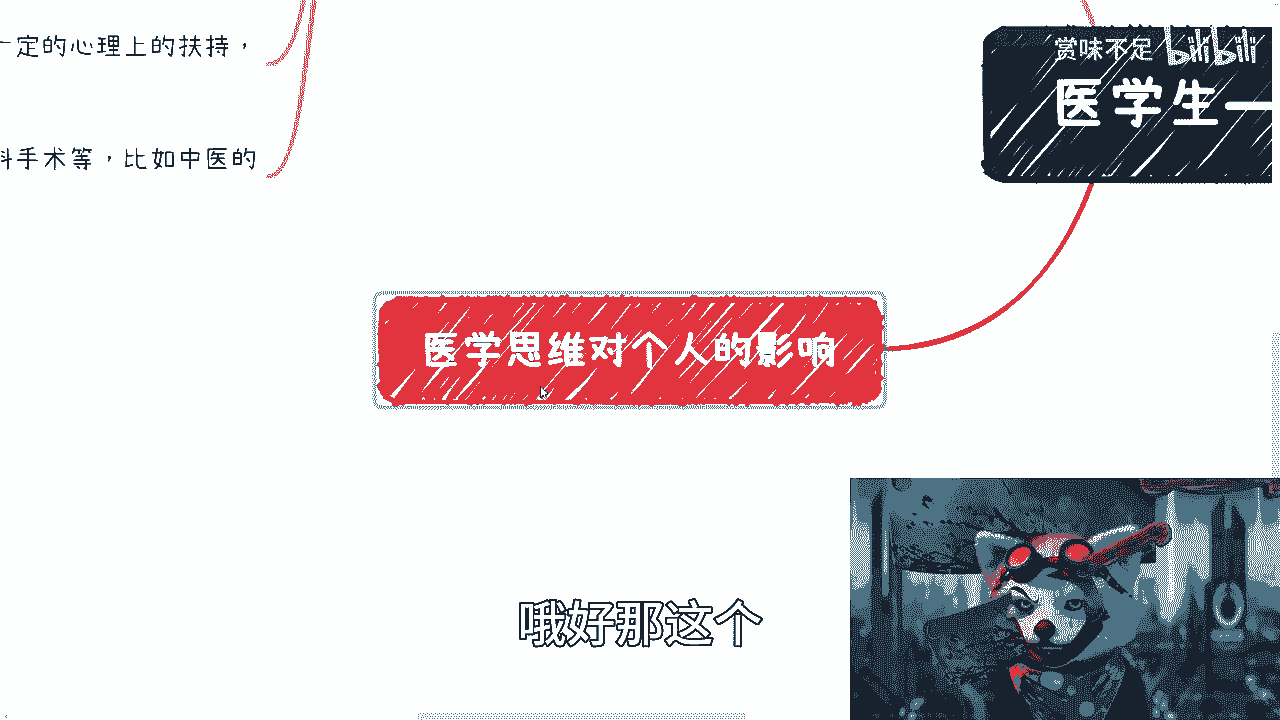 一定的心理上的扶持，
科手术等，比如中医的
赏味不足 bilibili
医学生一
医学思维对个人的影响
哦好那这个